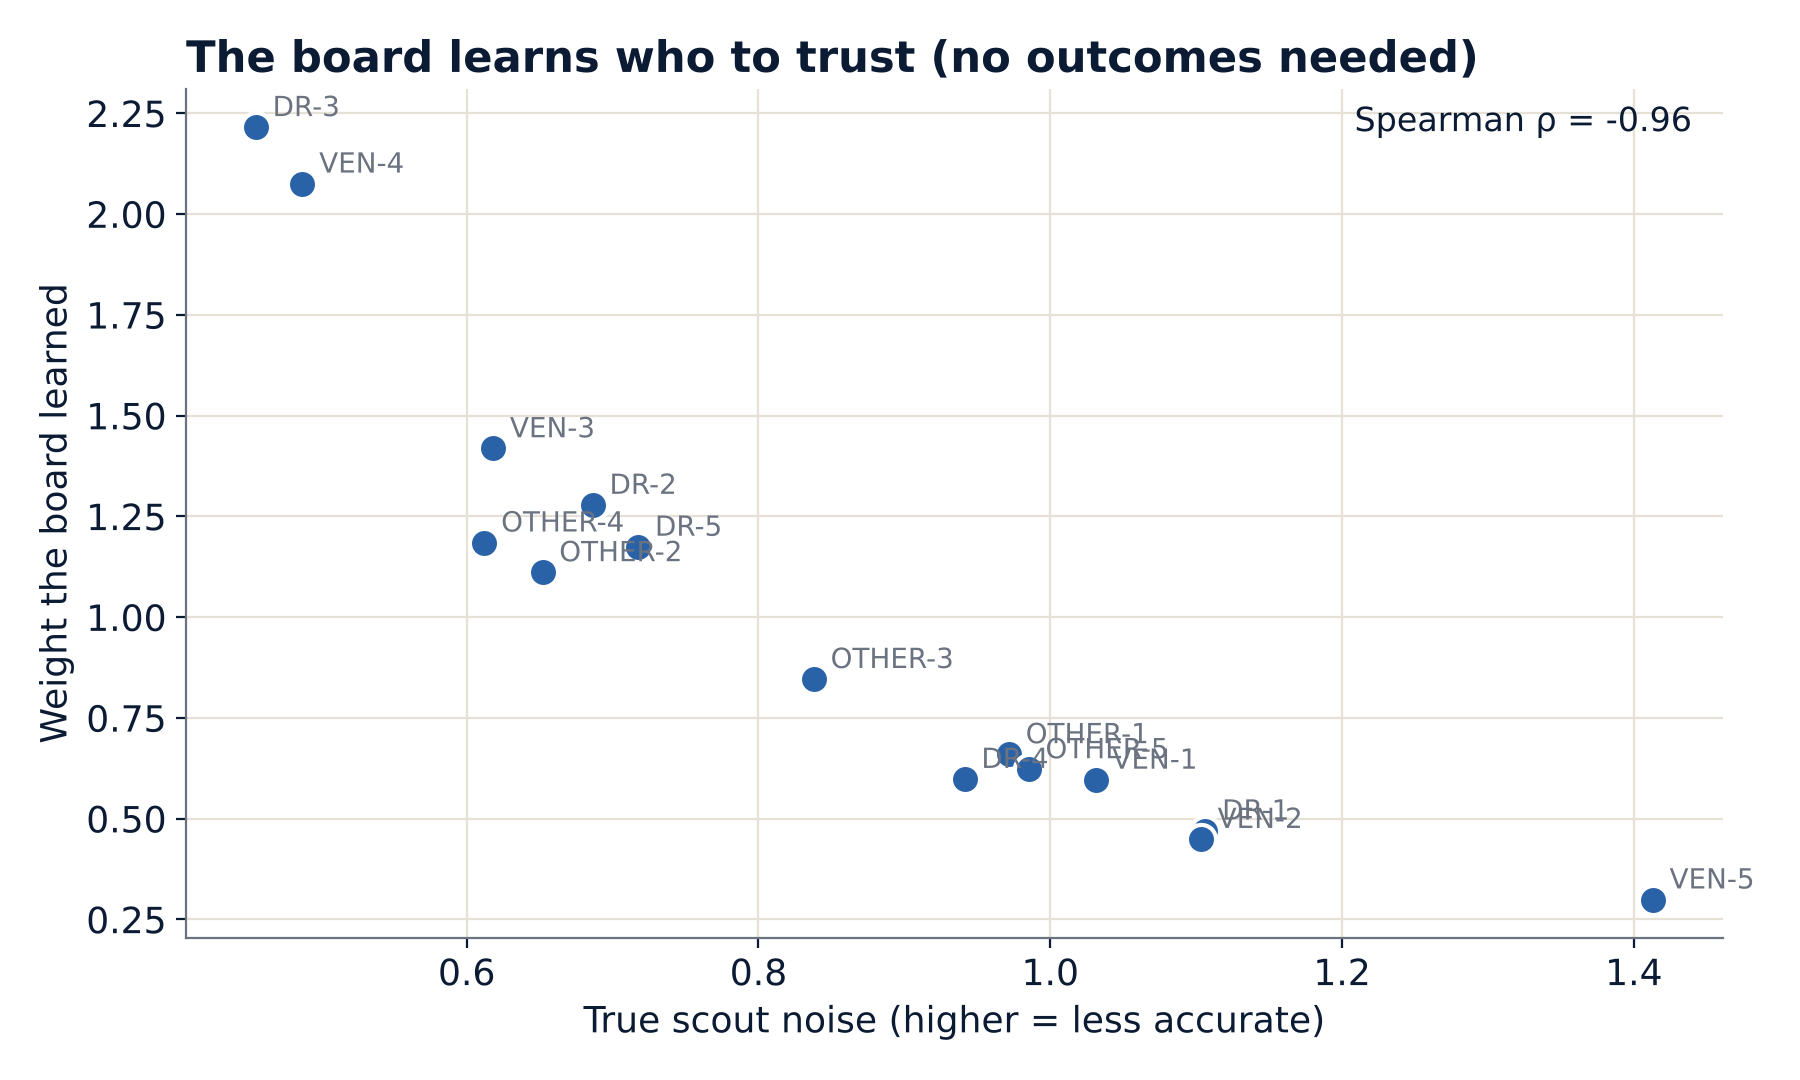 The board learns who to trust (no outcomes needed)
Spearman ρ = -0.96
Weight the board learned
2.25
2.00
1.75
1.50
1.25
1.00
0.75
0.50
0.25
DR-3
VEN-4
VEN-3
DR-2
OTHER-4
DR-5
OTHER-2
OTHER-3
OTHER-1
OTHER-5
DR-4
VEN-1
DR-1
VEN-2
VEN-5
0.6
0.8
1.0
1.2
1.4
True scout noise (higher = less accurate)